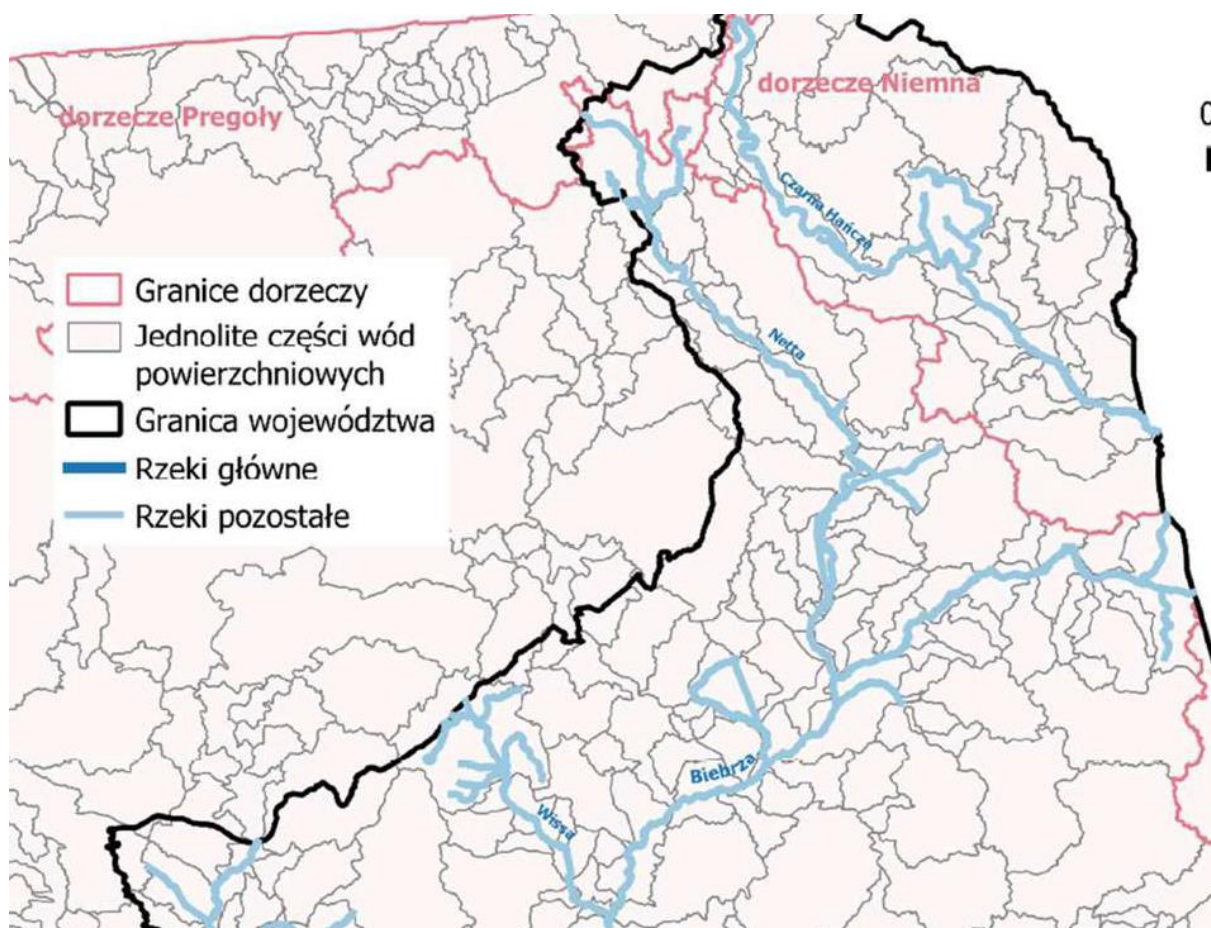 dorzecze Niemna
dorzecze Pregoły
0
Czarna Hańcza
Granice dorzeczy
Jednolite części wód
powierzchniowych
Granica województwa
Rzeki główne
Rzeki pozostałe
Netta
Biebrza
Wissa